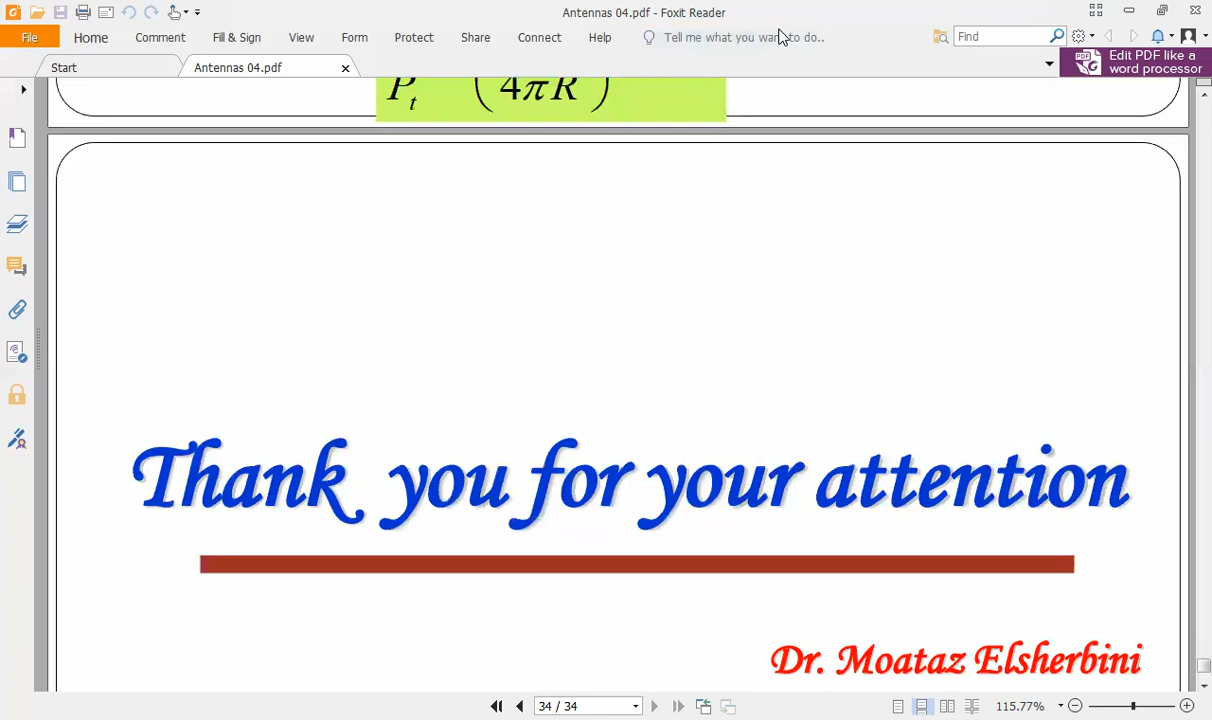 Antennas 04.pdf - Foxit Reader
File Home Comment Fill & Sign View Form Protect Share Connect Help Tell me what you want to do.. Find
Start Antennas 04.pdf Edit PDF like a
word processor
P_t (4πR)
Thank you for your attention
Dr. Moataz Elsherbini
34 / 34 115.77%